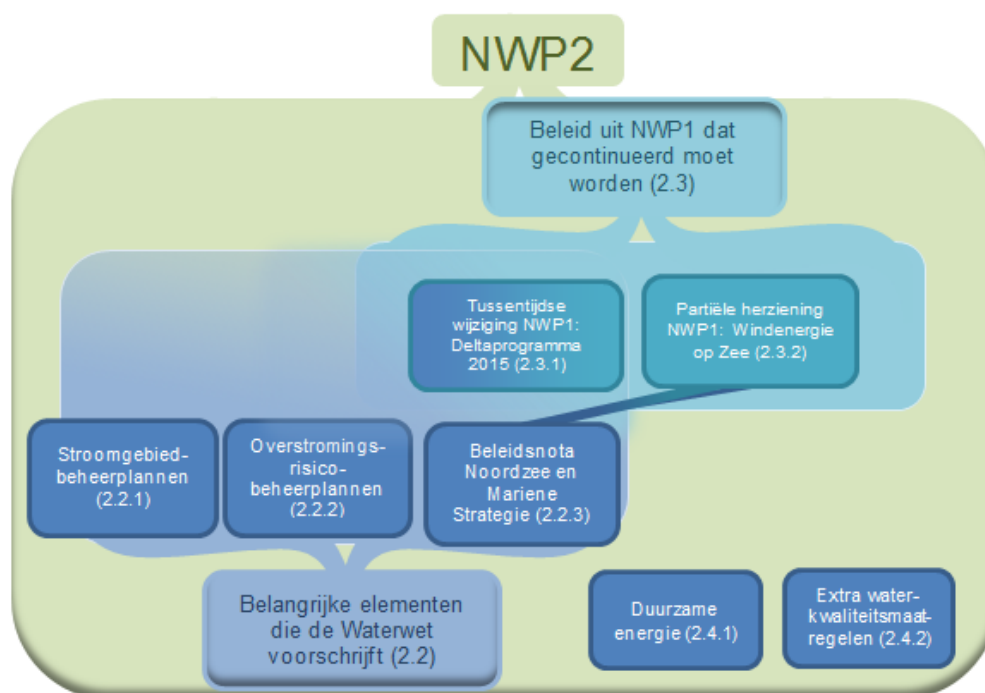 NWP2
Beleid uit NWP1 dat
gecontinueerd moet
worden (2.3)
Tussentijdse
wijziging NWP1:
Deltaprogramma
2015 (2.3.1)
Partiële herziening
NWP1: Windenergie
op Zee (2.3.2)
Stroomgebied-
beheerplannen
(2.2.1)
Overstromings-
risico-
beheerplannen
(2.2.2)
Beleidsnota
Noordzee en
Mariene
Strategie (2.2.3)
Belangrijke elementen
die de Waterwet
voorschrijft (2.2)
Duurzame
energie (2.4.1)
Extra water-
kwaliteitsmaat-
regelen (2.4.2)